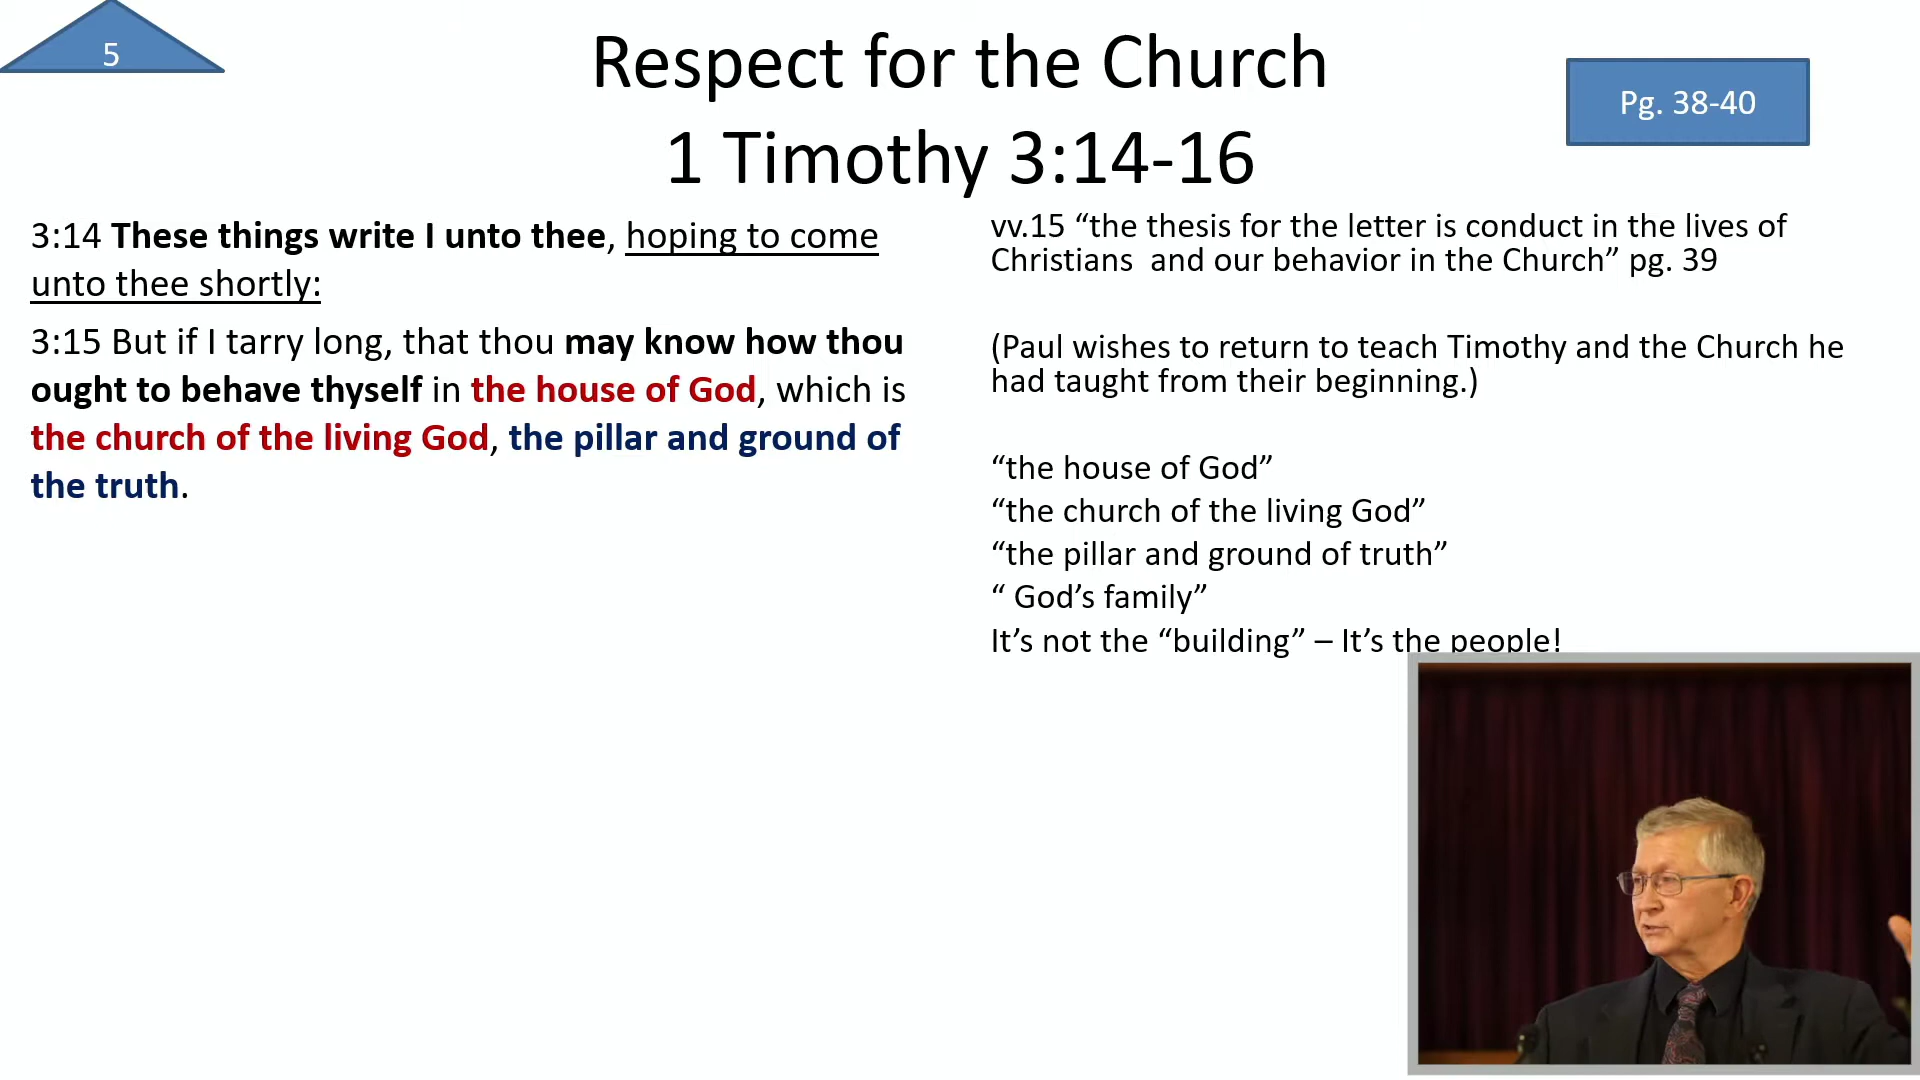 5
Respect for the Church
1 Timothy 3:14-16
Pg. 38-40
3:14 These things write I unto thee, hoping to come
unto thee shortly:
3:15 But if I tarry long, that thou may know how thou
ought to behave thyself in the house of God, which is
the church of the living God, the pillar and ground of
the truth.
vv.15 “the thesis for the letter is conduct in the lives of
Christians  and our behavior in the Church” pg. 39
(Paul wishes to return to teach Timothy and the Church he
had taught from their beginning.)
“the house of God”
“the church of the living God”
“the pillar and ground of truth”
“ God’s family”
It’s not the “building” – It’s the people!